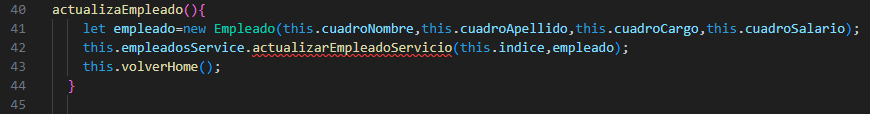 40 actualizaEmpleado(){
41 let empleado=new Empleado(this.cuadroNombre,this.cuadroApellido,this.cuadroCargo,this.cuadroSalario);
42 this.empleadosService.actualizarEmpleadoServicio(this.indice,empleado);
43 this.volverHome();
44 }
45